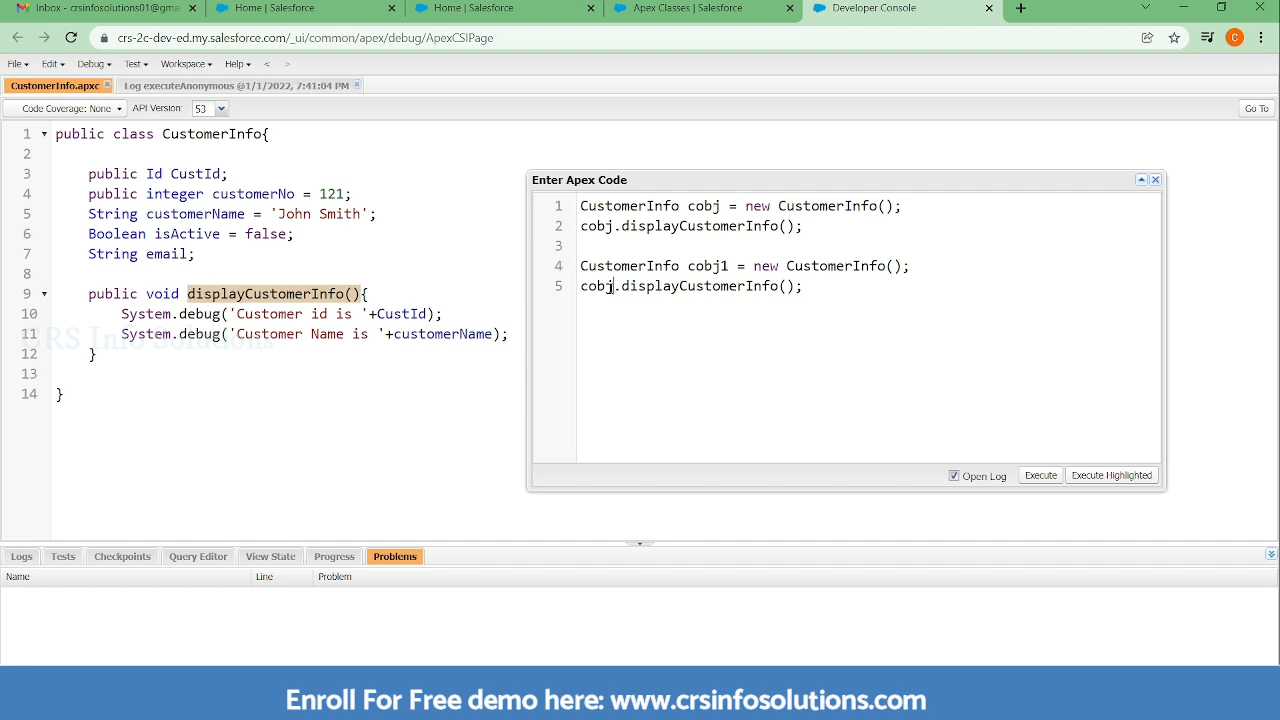 Inbox - crsinfosolutions01@gmai
Home | Salesforce
Home | Salesforce
Apex Classes | Salesforce
Developer Console
crs-2c-dev-ed.my.salesforce.com/_ui/common/apex/debug/ApexCSIPage
C
File Edit Debug Test Workspace Help < >
CustomerInfo.apxc Log executeAnonymous @1/1/2022, 7:41:04 PM
Code Coverage: None API Version: 53 Go To
1 public class CustomerInfo{
2
3 public Id CustId;
4 public integer customerNo = 121;
5 String customerName = 'John Smith';
6 Boolean isActive = false;
7 String email;
8
9 public void displayCustomerInfo(){
10 System.debug('Customer id is '+CustId);
11 System.debug('Customer Name is '+customerName);
12 }
13
14 }
CRS Info Solutions
Enter Apex Code
1 CustomerInfo cobj = new CustomerInfo();
2 cobj.displayCustomerInfo();
3
4 CustomerInfo cobj1 = new CustomerInfo();
5 cobj.displayCustomerInfo();
Open Log Execute Execute Highlighted
Logs Tests Checkpoints Query Editor View State Progress Problems
Name Line Problem
Enroll For Free demo here: www.crsinfosolutions.com